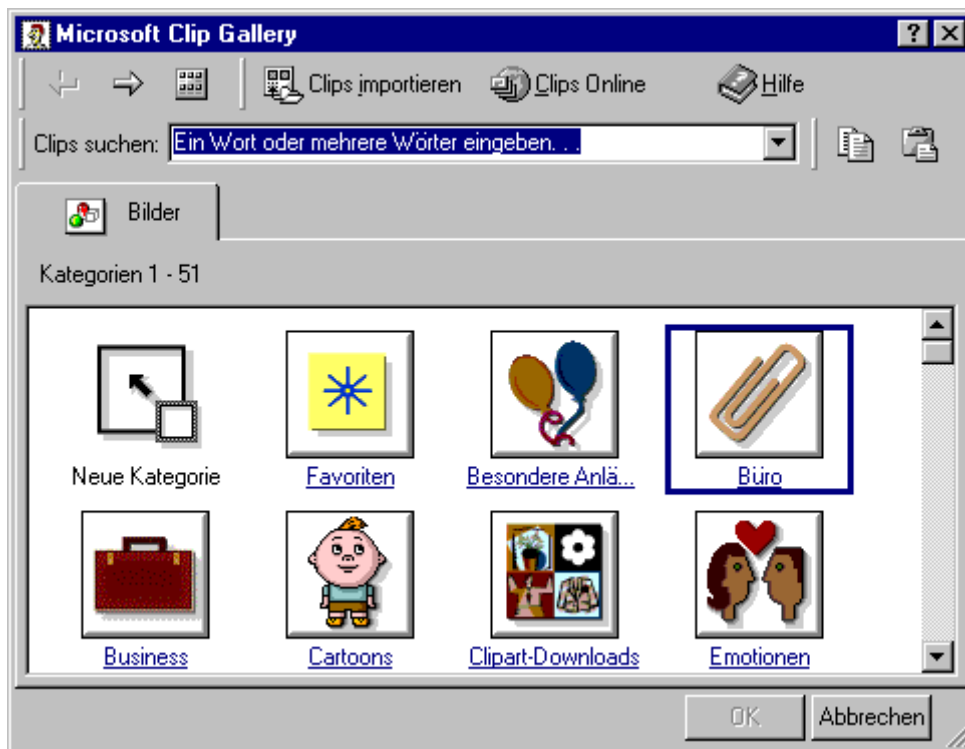 Microsoft Clip Gallery
Clips importieren Clips Online Hilfe
Clips suchen: Ein Wort oder mehrere Wörter eingeben. . .
Bilder
Kategorien 1 - 51
Neue Kategorie Favoriten Besondere Anlä... Büro
Business Cartoons Clipart-Downloads Emotionen
OK Abbrechen